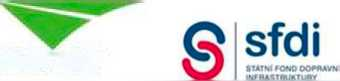 sfdi
STÁTNÍ FOND DOPRAVNÍ
INFRASTRUKTURY